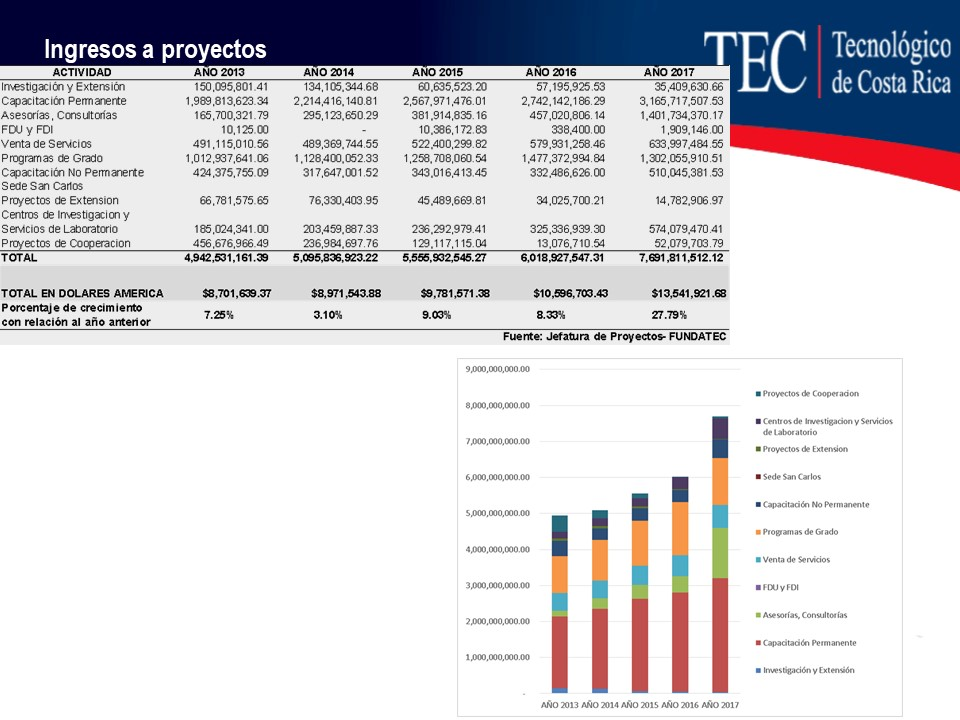 Ingresos a proyectos
TEC | Tecnológico
de Costa Rica
ACTIVIDAD AÑO 2013 AÑO 2014 AÑO 2015 AÑO 2016 AÑO 2017
Investigación y Extensión 150,095,801.41 134,105,344.68 60,635,523.20 57,195,925.53 35,409,630.66
Capacitación Permanente 1,989,813,623.34 2,214,416,140.81 2,567,971,476.01 2,742,142,186.29 3,165,717,507.53
Asesorías, Consultorías 165,700,321.79 295,123,650.29 381,914,835.16 457,020,806.14 1,401,734,370.17
FDU y FDI 10,125.00 - 10,386,172.83 338,400.00 1,909,146.00
Venta de Servicios 491,115,010.56 489,369,744.55 522,400,299.82 579,931,258.46 633,997,484.55
Programas de Grado 1,012,937,641.06 1,128,400,052.33 1,258,708,060.54 1,477,372,994.84 1,302,055,910.51
Capacitación No Permanente 424,375,755.09 317,647,001.52 343,016,413.45 332,486,626.00 510,045,381.53
Sede San Carlos
Proyectos de Extension 66,781,575.65 76,330,403.95 45,489,669.81 34,025,700.21 14,782,906.97
Centros de Investigacion y
Servicios de Laboratorio 185,024,341.00 203,459,887.33 236,292,979.41 325,336,939.30 574,079,470.41
Proyectos de Cooperacion 456,676,966.49 236,984,697.76 129,117,115.04 13,076,710.54 52,079,703.79
TOTAL 4,942,531,161.39 5,095,836,923.22 5,555,932,545.27 6,018,927,547.31 7,691,811,512.12
TOTAL EN DOLARES AMERICA $8,701,639.37 $8,971,543.88 $9,781,571.38 $10,596,703.43 $13,541,921.68
Porcentaje de crecimiento
con relación al año anterior 7.25% 3.10% 9.03% 8.33% 27.79%
Fuente: Jefatura de Proyectos- FUNDATEC
9,000,000,000.00
8,000,000,000.00
7,000,000,000.00
6,000,000,000.00
5,000,000,000.00
4,000,000,000.00
3,000,000,000.00
2,000,000,000.00
1,000,000,000.00
-
AÑO 2013 AÑO 2014 AÑO 2015 AÑO 2016 AÑO 2017
Proyectos de Cooperacion
Centros de Investigacion y Servicios
de Laboratorio
Proyectos de Extension
Sede San Carlos
Capacitación No Permanente
Programas de Grado
Venta de Servicios
FDU y FDI
Asesorías, Consultorías
Capacitación Permanente
Investigación y Extensión